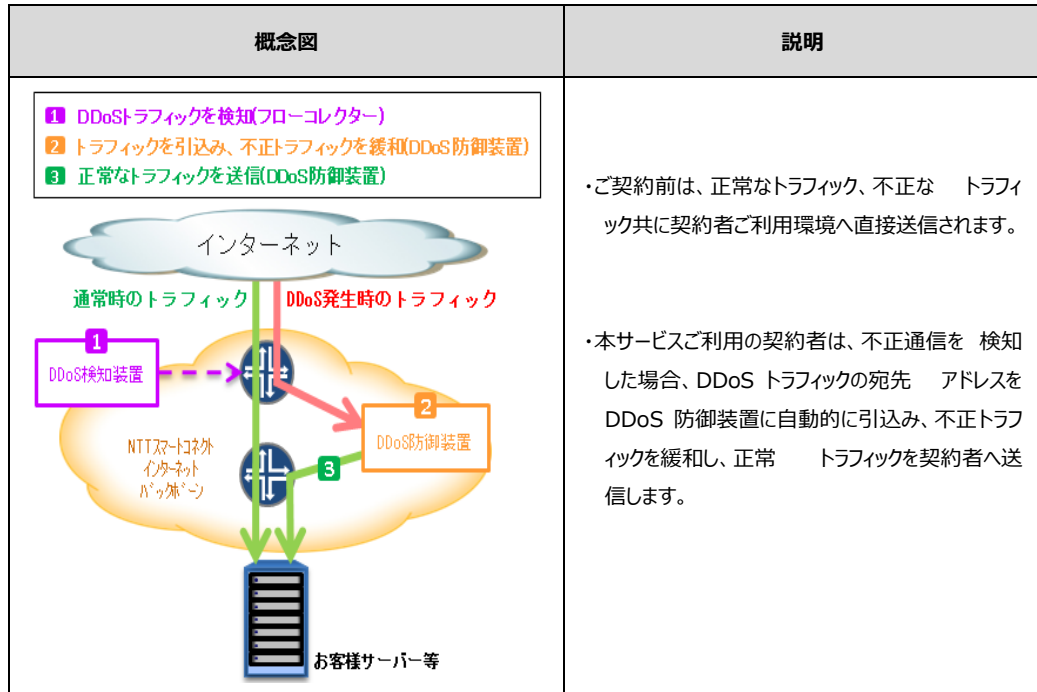 概念図
説明
1 DDoSトラフィックを検知(フローコレクター)
2 トラフィックを引込み、不正トラフィックを緩和(DDoS防御装置)
3 正常なトラフィックを送信(DDoS防御装置)
インターネット
通常時のトラフィック
DDoS発生時のトラフィック
1
DDoS検知装置
2
DDoS防御装置
NTTスマートコネクト
インターネット
バックボーン
3
お客様サーバー等
・ご契約前は、正常なトラフィック、不正な トラフィ
ック共に契約者ご利用環境へ直接送信されます。
・本サービスご利用の契約者は、不正通信を 検知
した場合、DDoS トラフィックの宛先 アドレスを
DDoS 防御装置に自動的に引込み、不正トラフ
ィックを緩和し、正常 トラフィックを契約者へ送
信します。